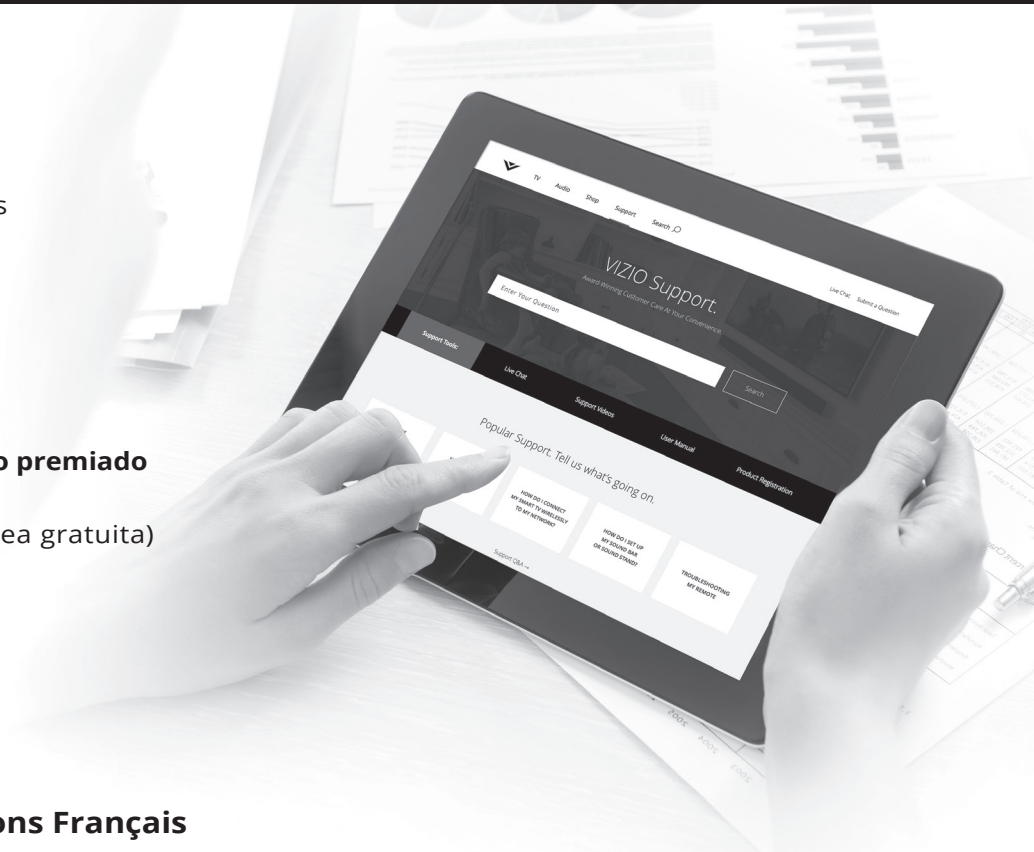 s
o premiado
ea gratuita)
ons Français
TV Audio Shop Support Search
Live Chat Submit a Question
VIZIO Support.
Award Winning Customer Care At Your Convenience.
Enter Your Question
Search
Support Tools:
Live Chat
Support Videos
User Manual
Product Registration
Popular Support. Tell us what's going on.
HOW DO I CONNECT
MY SMART TV WIRELESSLY
TO MY NETWORK?
HOW DO I SET UP
MY SOUND BAR
OR SOUND STAND?
TROUBLESHOOTING
MY REMOTE
Support Q&A →
2005
2004
2003